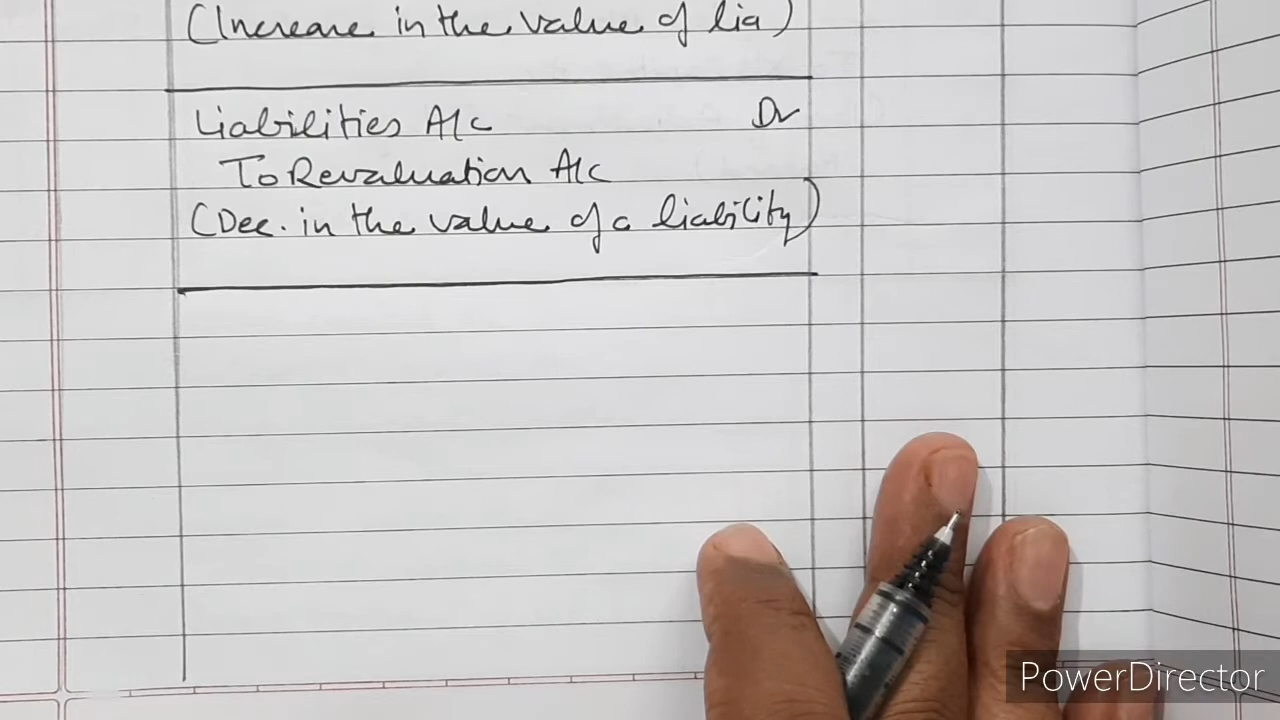 (Increase in the value of lia)
Liabilities A/c Dr
To Revaluation A/c
(Dec. in the value of a liability)
PowerDirector